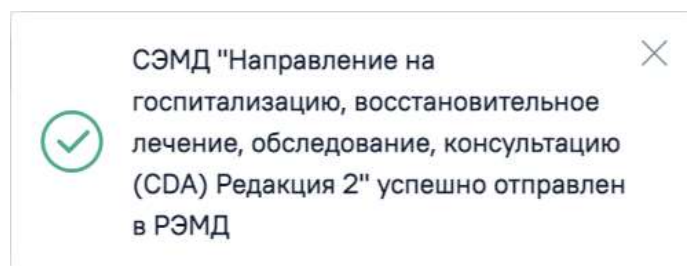 СЭМД "Направление на
госпитализацию, восстановительное
лечение, обследование, консультацию
(CDA) Редакция 2" успешно отправлен
в РЭМД